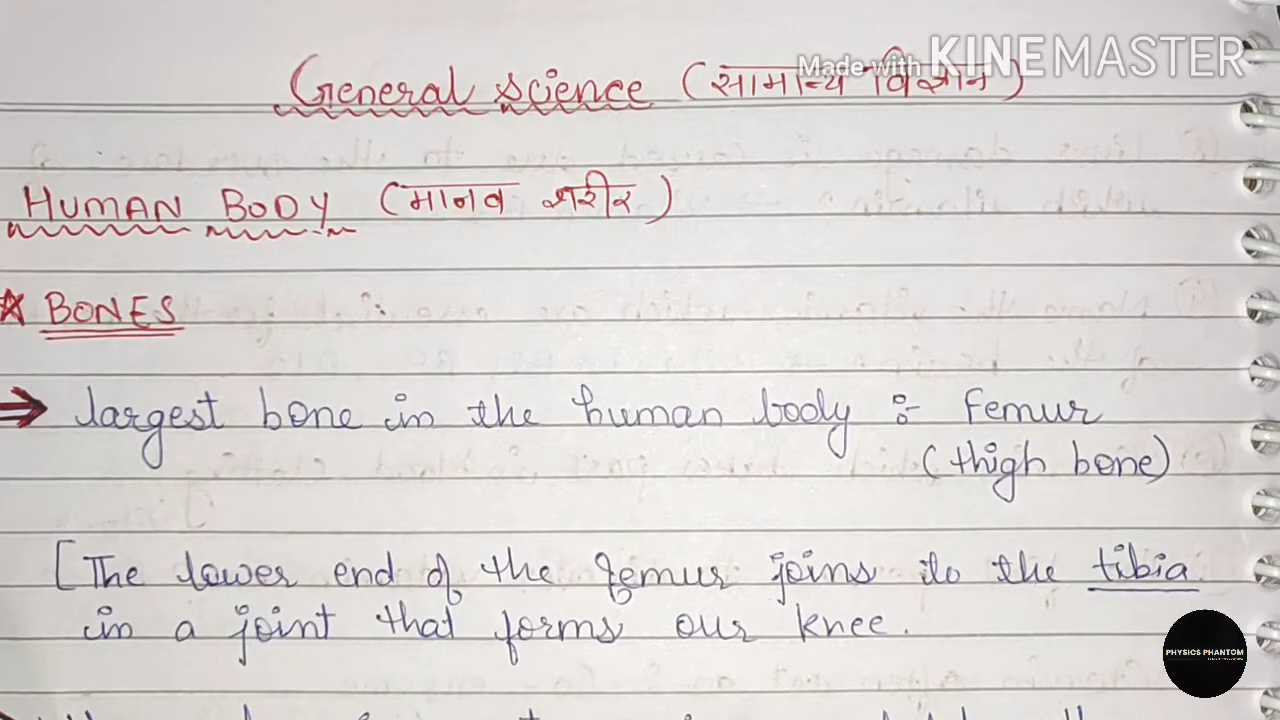 General science (सामान्य विज्ञान)
Made with KINEMASTER
HUMAN BODY (मानव शरीर)
☆ BONES
⇒ largest bone in the human body :- Femur
(thigh bone)
[The lower end of the femur joins to the tibia
in a joint that forms our knee.
PHYSICS PHANTOM